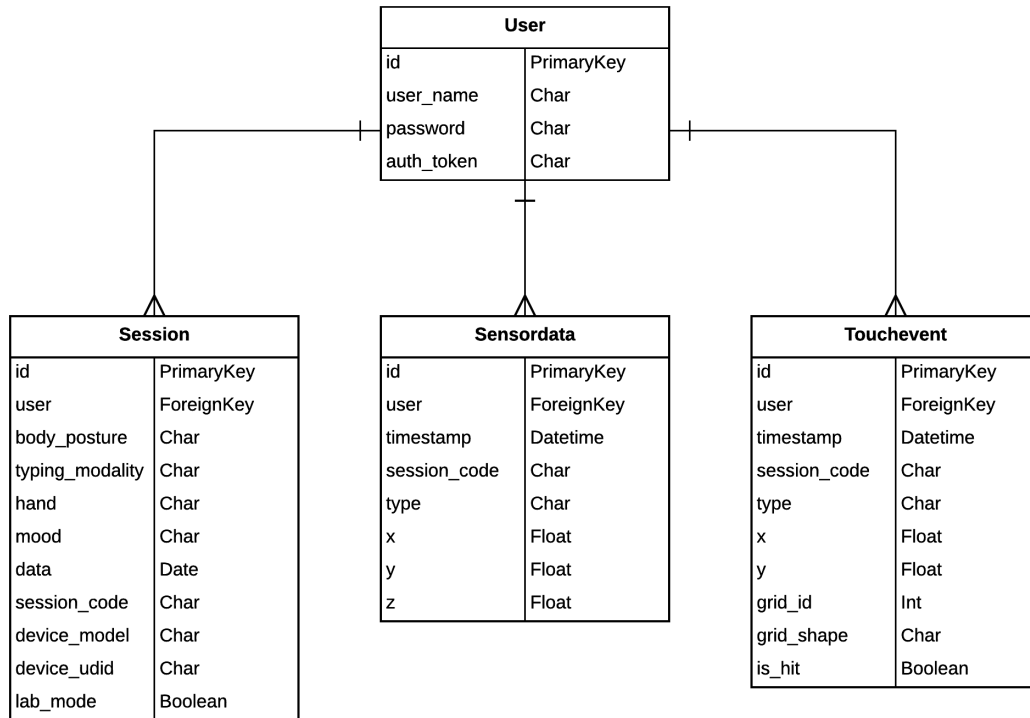 User
id PrimaryKey
user_name Char
password Char
auth_token Char
Session
id PrimaryKey
user ForeignKey
body_posture Char
typing_modality Char
hand Char
mood Char
data Date
session_code Char
device_model Char
device_udid Char
lab_mode Boolean
Sensordata
id PrimaryKey
user ForeignKey
timestamp Datetime
session_code Char
type Char
x Float
y Float
z Float
Touchevent
id PrimaryKey
user ForeignKey
timestamp Datetime
session_code Char
type Char
x Float
y Float
grid_id Int
grid_shape Char
is_hit Boolean